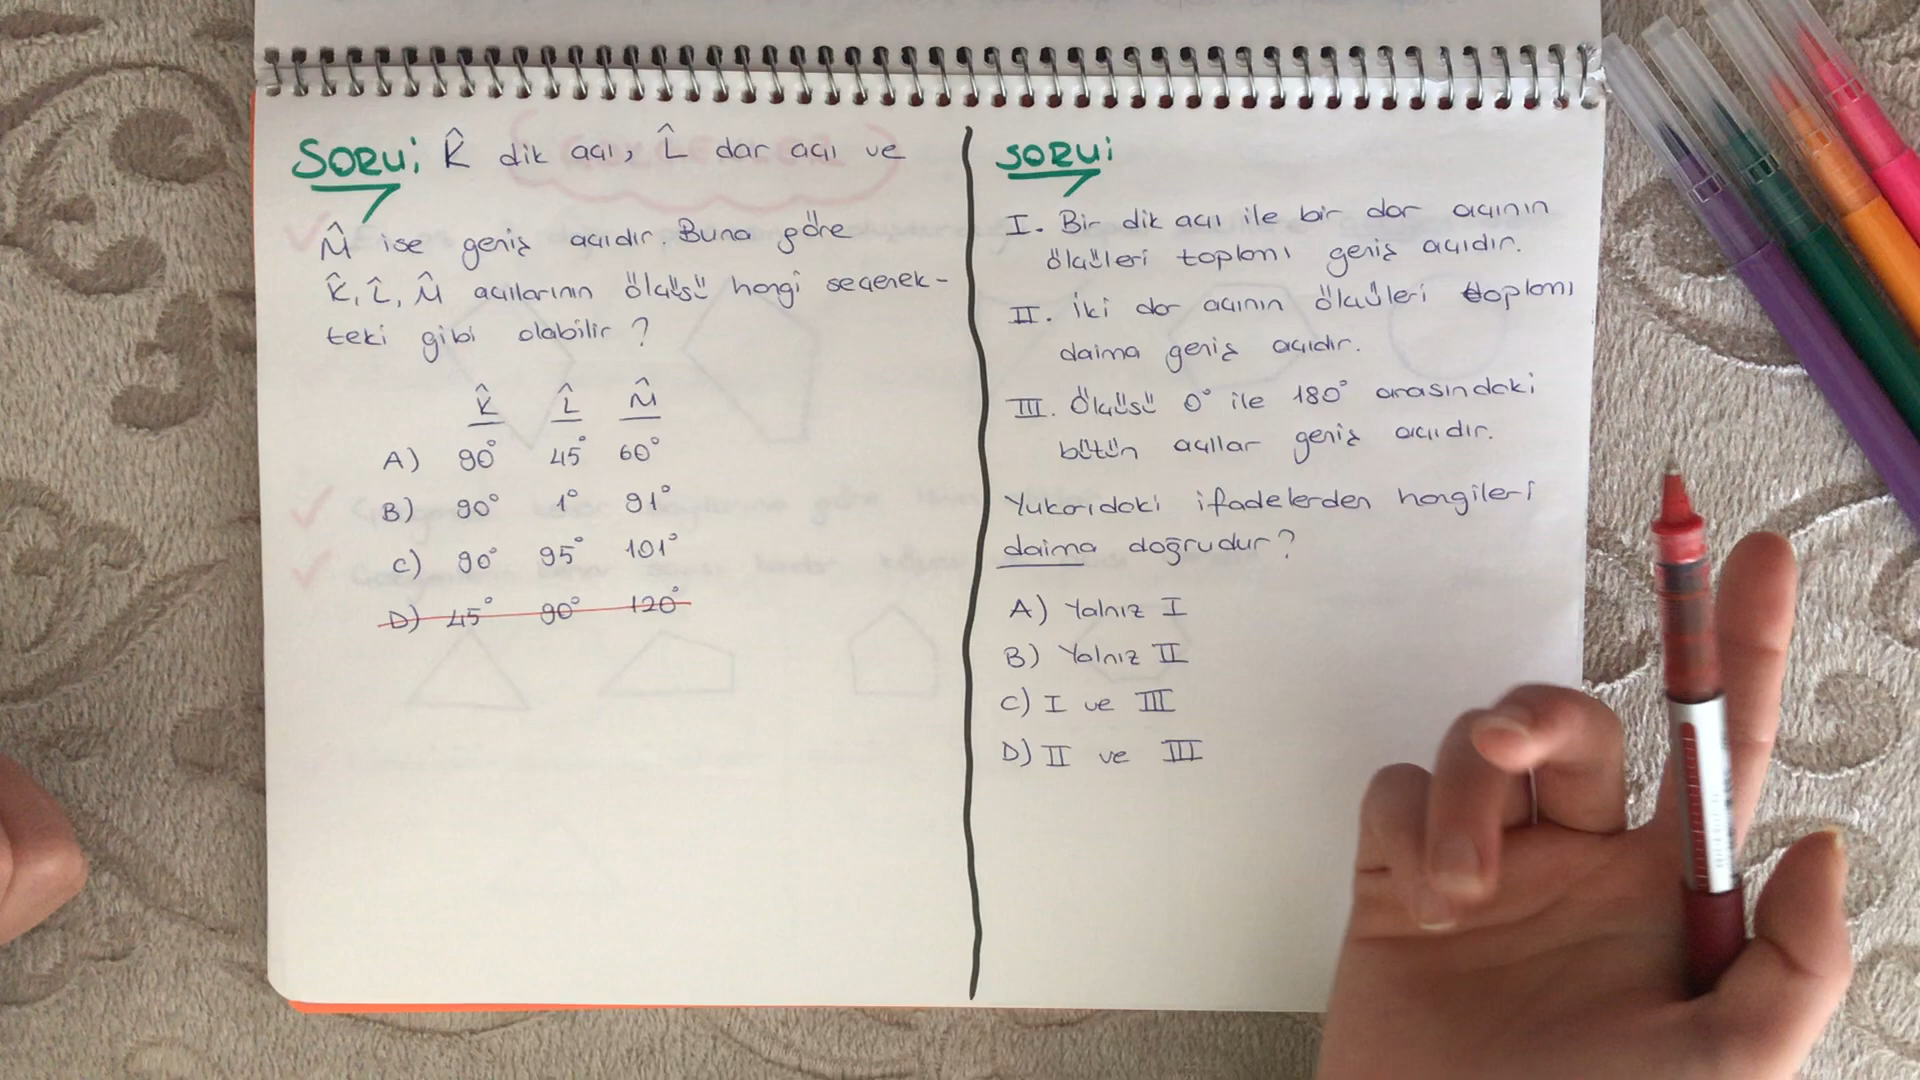 SORU: K̂ dik açı, L̂ dar açı ve
M̂ ise geniş açıdır. Buna göre
K̂, L̂, M̂ açılarının ölçüsü hangi seçenek-
teki gibi olabilir?
K̂ L̂ M̂
A) 90° 45° 60°
B) 90° 1° 91°
C) 90° 95° 101°
D) 45° 90° 120°
SORU:
I. Bir dik açı ile bir dar açının
ölçüleri toplamı geniş açıdır.
II. İki dar açının ölçüleri toplamı
daima geniş açıdır.
III. Ölçüsü 0° ile 180° arasındaki
bütün açılar geniş açıdır.
Yukarıdaki ifadelerden hangileri
daima doğrudur?
A) Yalnız I
B) Yalnız II
C) I ve III
D) II ve III